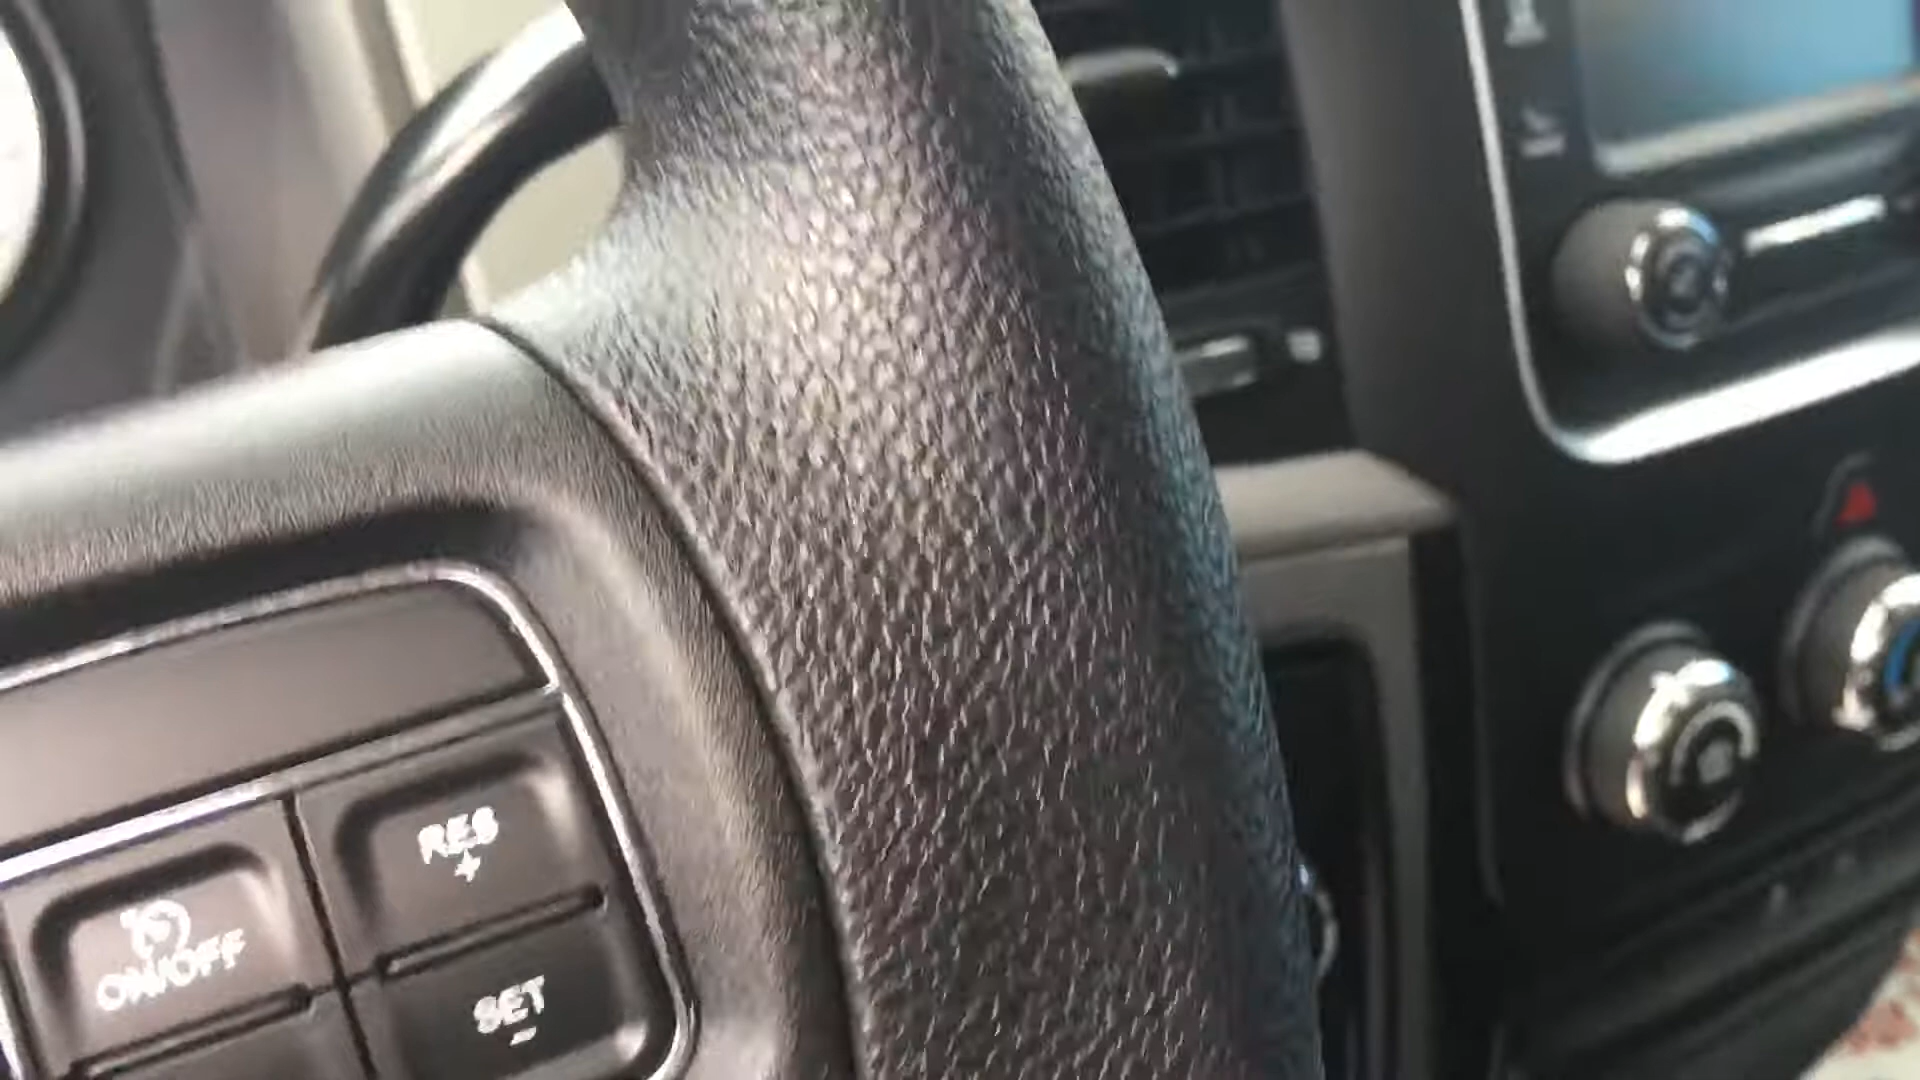 RES
+
ON/OFF
SET
-